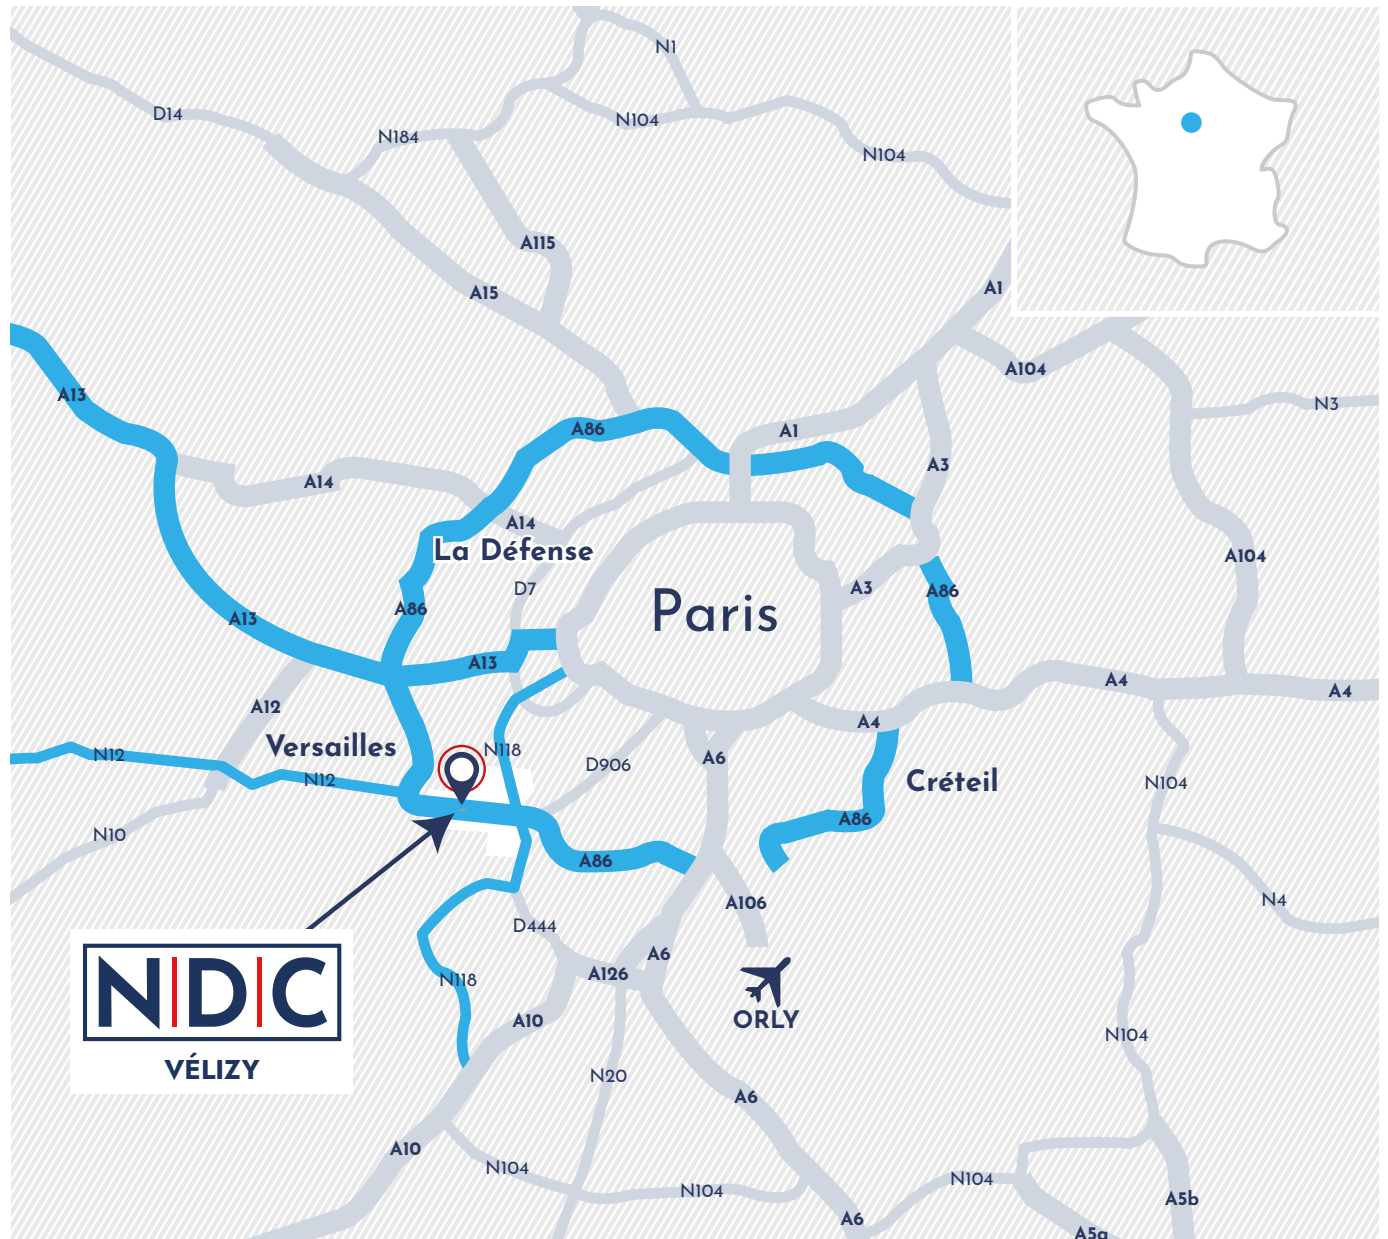 N1
D14
N104
N184
N104
A115
A1
A15
A104
A13
N3
A86
A1
A3
A14
A14
La Défense
A104
D7
A3
A86
A86
Paris
A13
A13
A4
A4
A12
A4
Versailles
N118
N12
A6
D906
N12
Créteil
N104
A86
N10
A86
N4
A106
D444
A6
A126
N118
N|D|C
ORLY
A10
N104
VÉLIZY
N20
A6
A10
N104
N104
N104
A5b
A6
A5a